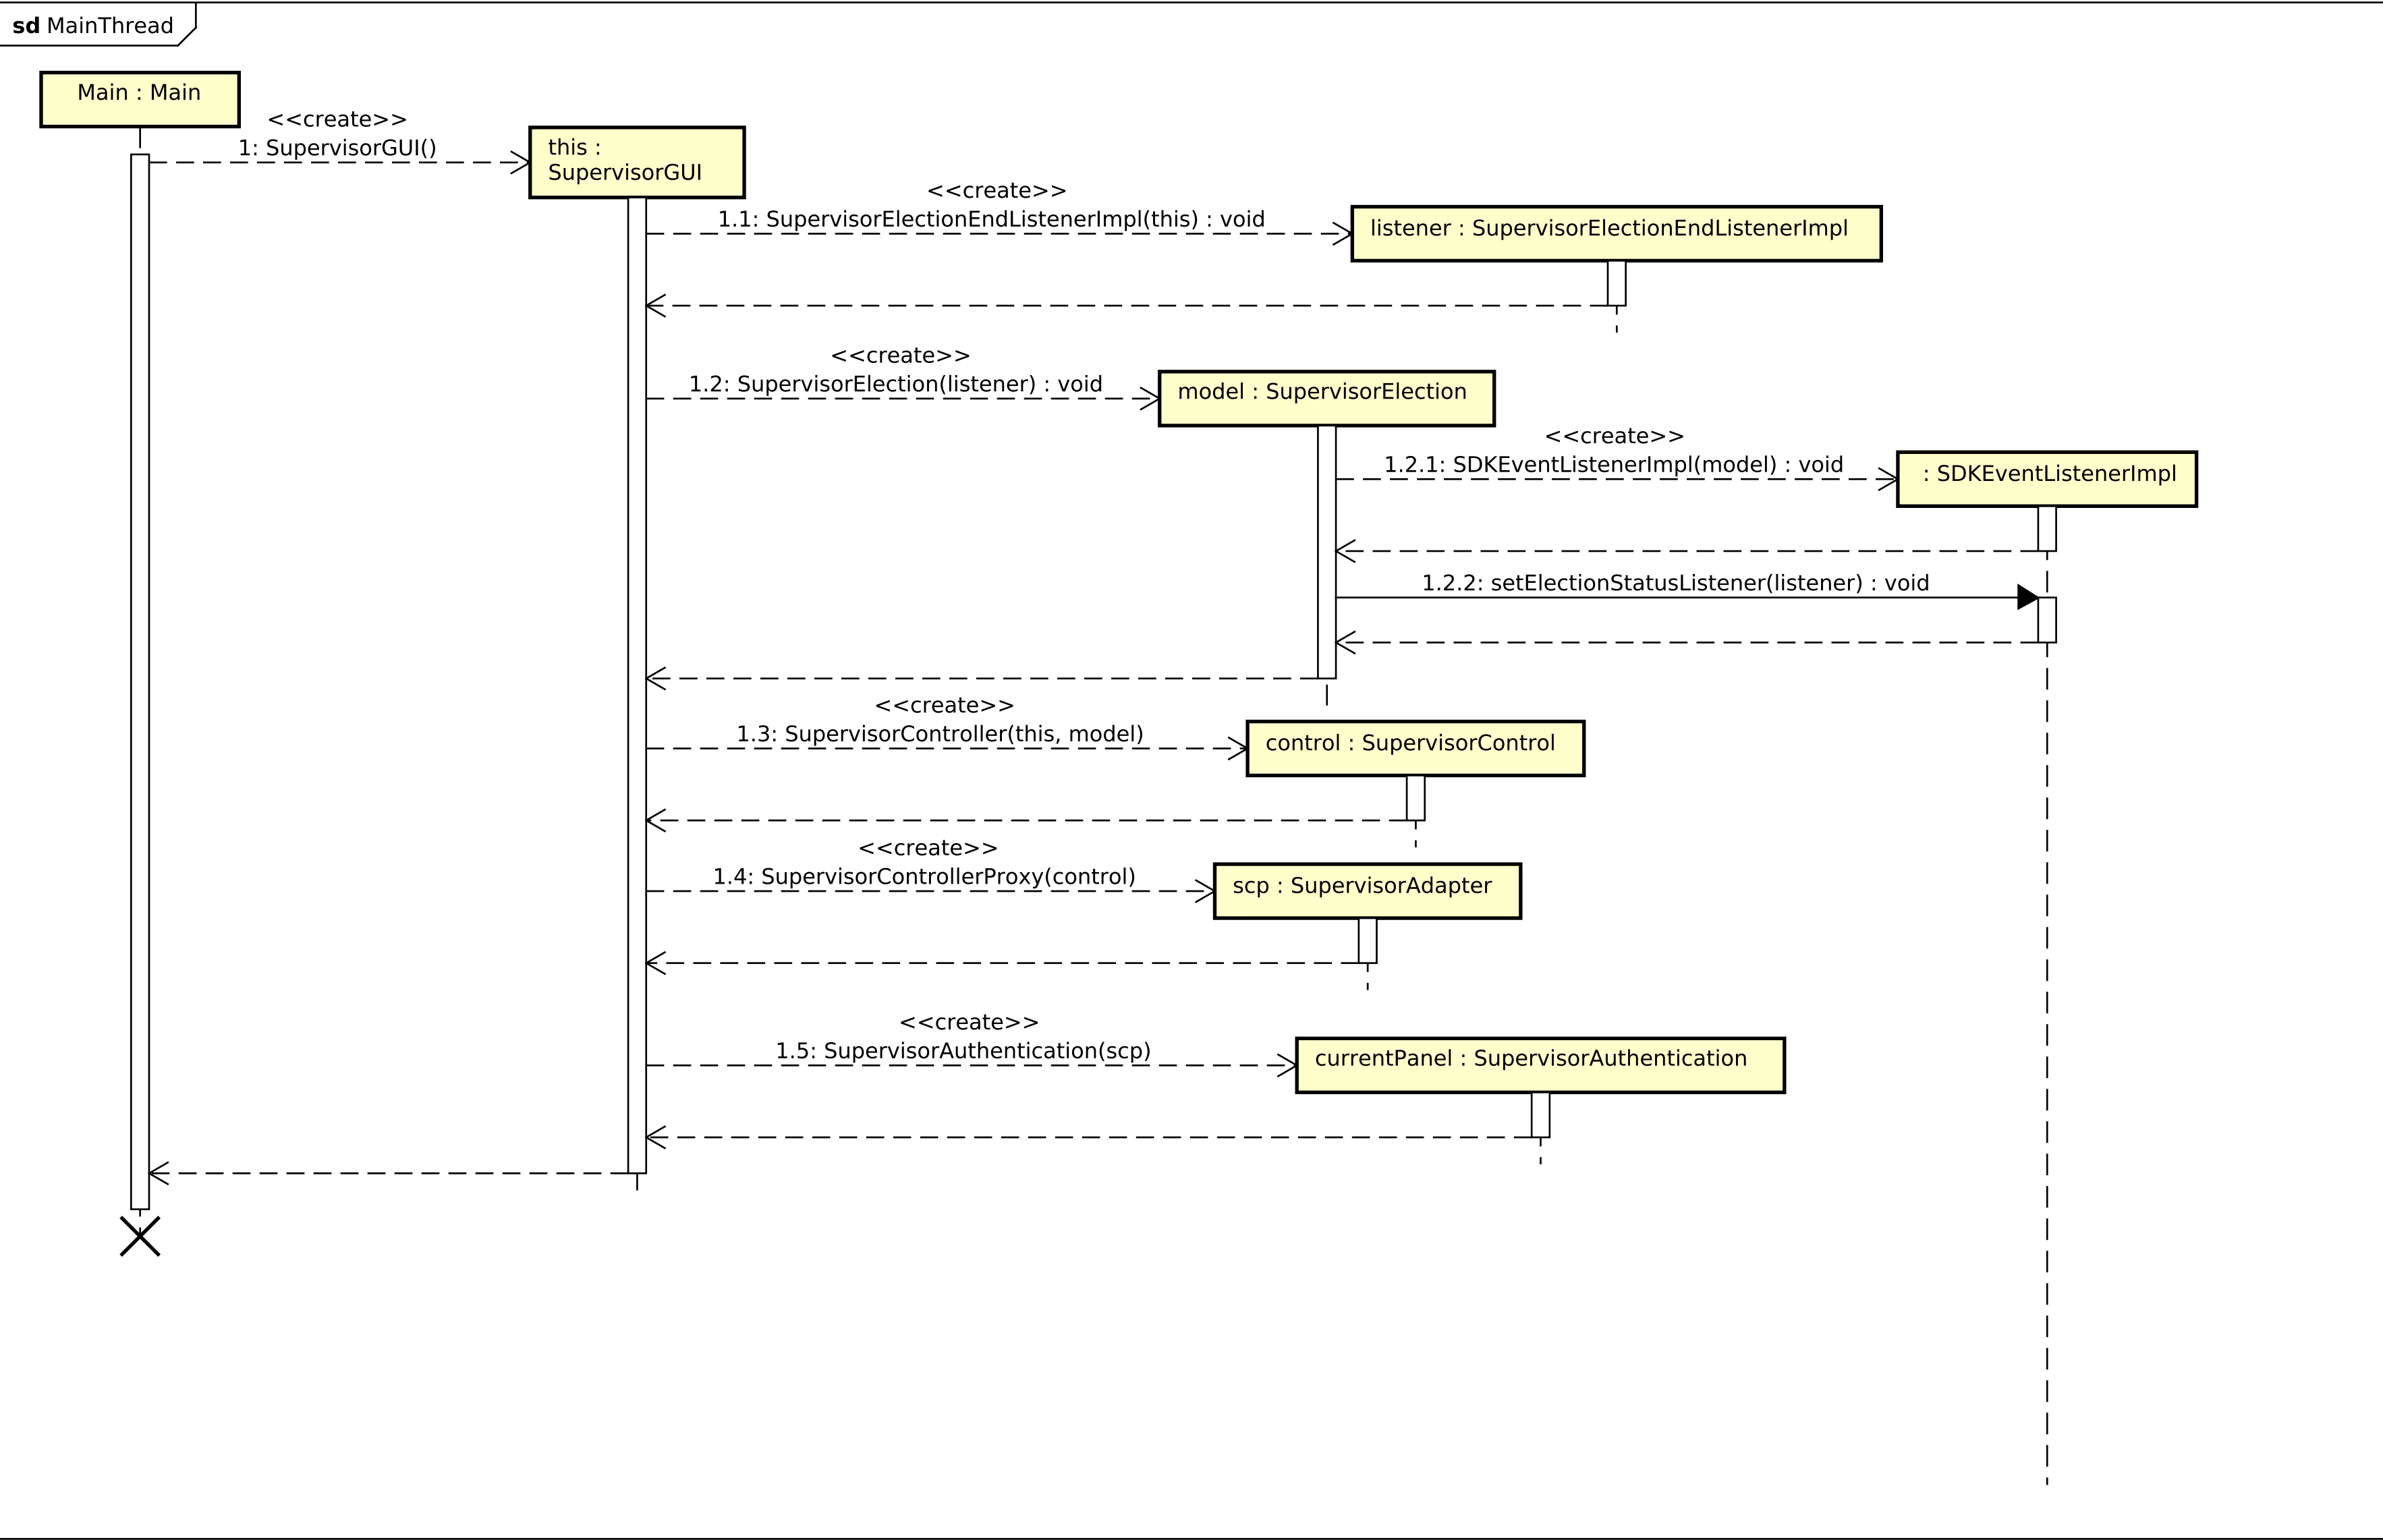 sd MainThread
Main : Main
<<create>>
1: SupervisorGUI()
this :
SupervisorGUI
<<create>>
1.1: SupervisorElectionEndListenerImpl(this) : void
listener : SupervisorElectionEndListenerImpl
<<create>>
1.2: SupervisorElection(listener) : void
model : SupervisorElection
<<create>>
1.2.1: SDKEventListenerImpl(model) : void
: SDKEventListenerImpl
1.2.2: setElectionStatusListener(listener) : void
<<create>>
1.3: SupervisorController(this, model)
control : SupervisorControl
<<create>>
1.4: SupervisorControllerProxy(control)
scp : SupervisorAdapter
<<create>>
1.5: SupervisorAuthentication(scp)
currentPanel : SupervisorAuthentication